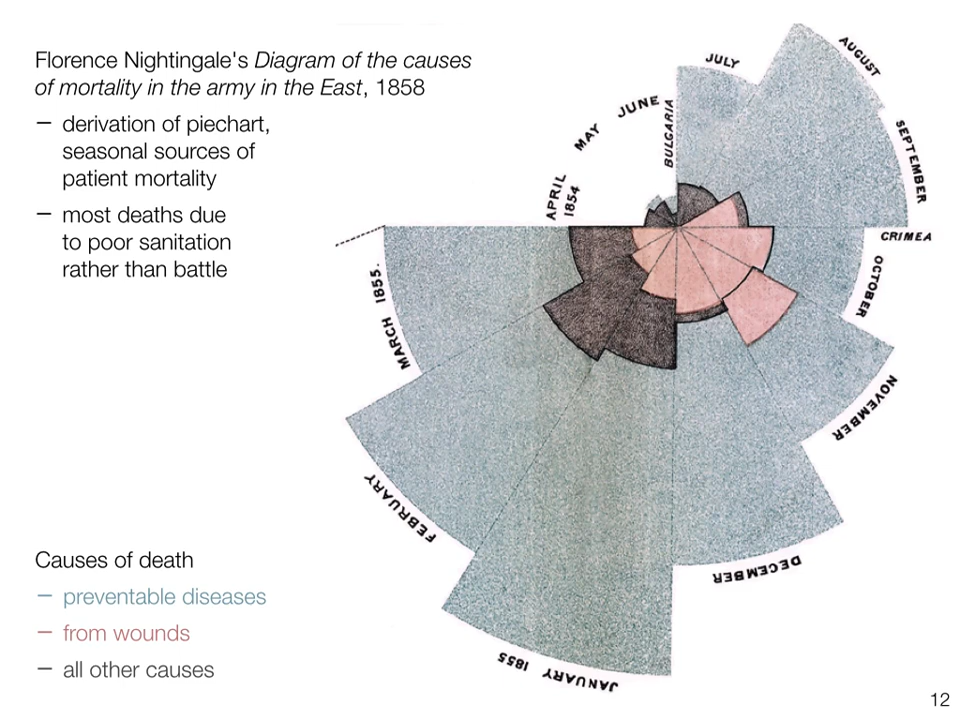 Florence Nightingale's Diagram of the causes
of mortality in the army in the East, 1858
– derivation of piechart,
seasonal sources of
patient mortality
– most deaths due
to poor sanitation
rather than battle
APRIL
1854
MAY
JUNE
BULGARIA
JULY
AUGUST
SEPTEMBER
CRIMEA
OCTOBER
NOVEMBER
DECEMBER
JANUARY 1855
FEBRUARY
MARCH 1855.
Causes of death
– preventable diseases
– from wounds
– all other causes
12